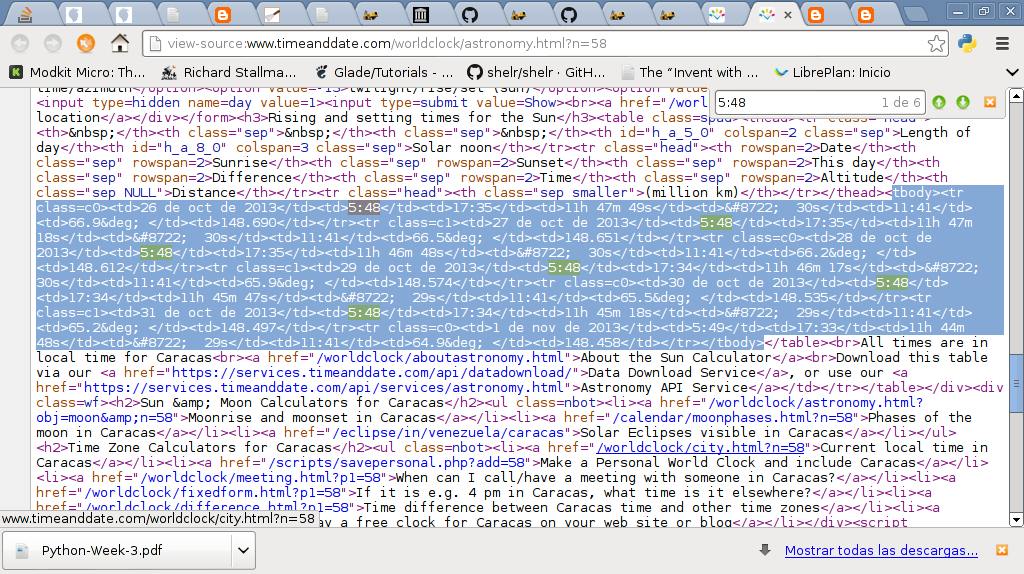 view-source:www.timeanddate.com/worldclock/astronomy.html?n=58
Modkit Micro: Th...
Richard Stallma...
Glade/Tutorials - ...
shelr/shelr · GitH...
The “Invent with ...
LibrePlan: Inicio
5:48
1 de 6
<input type=hidden name=day value=1><input type=submit value=Show><br><a href="/worl
location</a></div></form><h3>Rising and setting times for the Sun</h3><table class=spad><thead><tr class="head">
<th>&nbsp;</th><th class="sep">&nbsp;</th><th class="sep">&nbsp;</th><th id="h_a_5_0" colspan=2 class="sep">Length of
day</th><th id="h_a_8_0" colspan=3 class="sep">Solar noon</th></tr><tr class="head"><th rowspan=2>Date</th><th
class="sep" rowspan=2>Sunrise</th><th class="sep" rowspan=2>Sunset</th><th class="sep" rowspan=2>This day</th><th
class="sep" rowspan=2>Difference</th><th class="sep" rowspan=2>Time</th><th class="sep" rowspan=2>Altitude</th><th
class="sep NULL">Distance</th></tr><tr class="head"><th class="sep smaller">(million km)</th></tr></thead><tbody><tr
class=c0><td>26 de oct de 2013</td><td>5:48</td><td>17:35</td><td>11h 47m 49s</td><td>&#8722;  30s</td><td>11:41</td>
<td>66.9&deg; </td><td>148.690</td></tr><tr class=c1><td>27 de oct de 2013</td><td>5:48</td><td>17:35</td><td>11h 47m
18s</td><td>&#8722;  30s</td><td>11:41</td><td>66.5&deg; </td><td>148.651</td></tr><tr class=c0><td>28 de oct de
2013</td><td>5:48</td><td>17:35</td><td>11h 46m 48s</td><td>&#8722;  30s</td><td>11:41</td><td>66.2&deg; </td>
<td>148.612</td></tr><tr class=c1><td>29 de oct de 2013</td><td>5:48</td><td>17:34</td><td>11h 46m 17s</td><td>&#8722;
30s</td><td>11:41</td><td>65.9&deg; </td><td>148.574</td></tr><tr class=c0><td>30 de oct de 2013</td><td>5:48</td>
<td>17:34</td><td>11h 45m 47s</td><td>&#8722;  29s</td><td>11:41</td><td>65.5&deg; </td><td>148.535</td></tr><tr
class=c1><td>31 de oct de 2013</td><td>5:48</td><td>17:34</td><td>11h 45m 18s</td><td>&#8722;  29s</td><td>11:41</td>
<td>65.2&deg; </td><td>148.497</td></tr><tr class=c0><td>1 de nov de 2013</td><td>5:49</td><td>17:33</td><td>11h 44m
48s</td><td>&#8722;  29s</td><td>11:41</td><td>64.9&deg; </td><td>148.458</td></tr></tbody></table><br>All times are in
local time for Caracas<br><a href="/worldclock/aboutastronomy.html">About the Sun Calculator</a><br>Download this table
via our <a href="https://services.timeanddate.com/api/datadownload/">Data Download Service</a>, or use our <a
href="https://services.timeanddate.com/api/services/astronomy.html">Astronomy API Service</a></td></tr></table></div><div
class=wf><h2>Sun &amp; Moon Calculators for Caracas</h2><ul class=nbot><li><a href="/worldclock/astronomy.html?
obj=moon&amp;n=58">Moonrise and moonset in Caracas</a></li><li><a href="/calendar/moonphases.html?n=58">Phases of the
moon in Caracas</a></li><li><a href="/eclipse/in/venezuela/caracas">Solar Eclipses visible in Caracas</a></li></ul>
<h2>Time Zone Calculators for Caracas</h2><ul class=nbot><li><a href="/worldclock/city.html?n=58">Current local time in
Caracas</a></li><li><a href="/scripts/savepersonal.php?add=58">Make a Personal World Clock and include Caracas</a></li>
<li><a href="/worldclock/meeting.html?p1=58">When can I call/have a meeting with someone in Caracas?</a></li><li><a
href="/worldclock/fixedform.html?p1=58">If it is e.g. 4 pm in Caracas, what time is it elsewhere?</a></li><li><a
href="/worldclock/difference.html?p1=58">Time difference between Caracas time and other time zones</a></li><li><a
www.timeanddate.com/worldclock/city.html?n=58
a free clock for Caracas on your web site or blog</a></li></div><script
Python-Week-3.pdf
Mostrar todas las descargas...